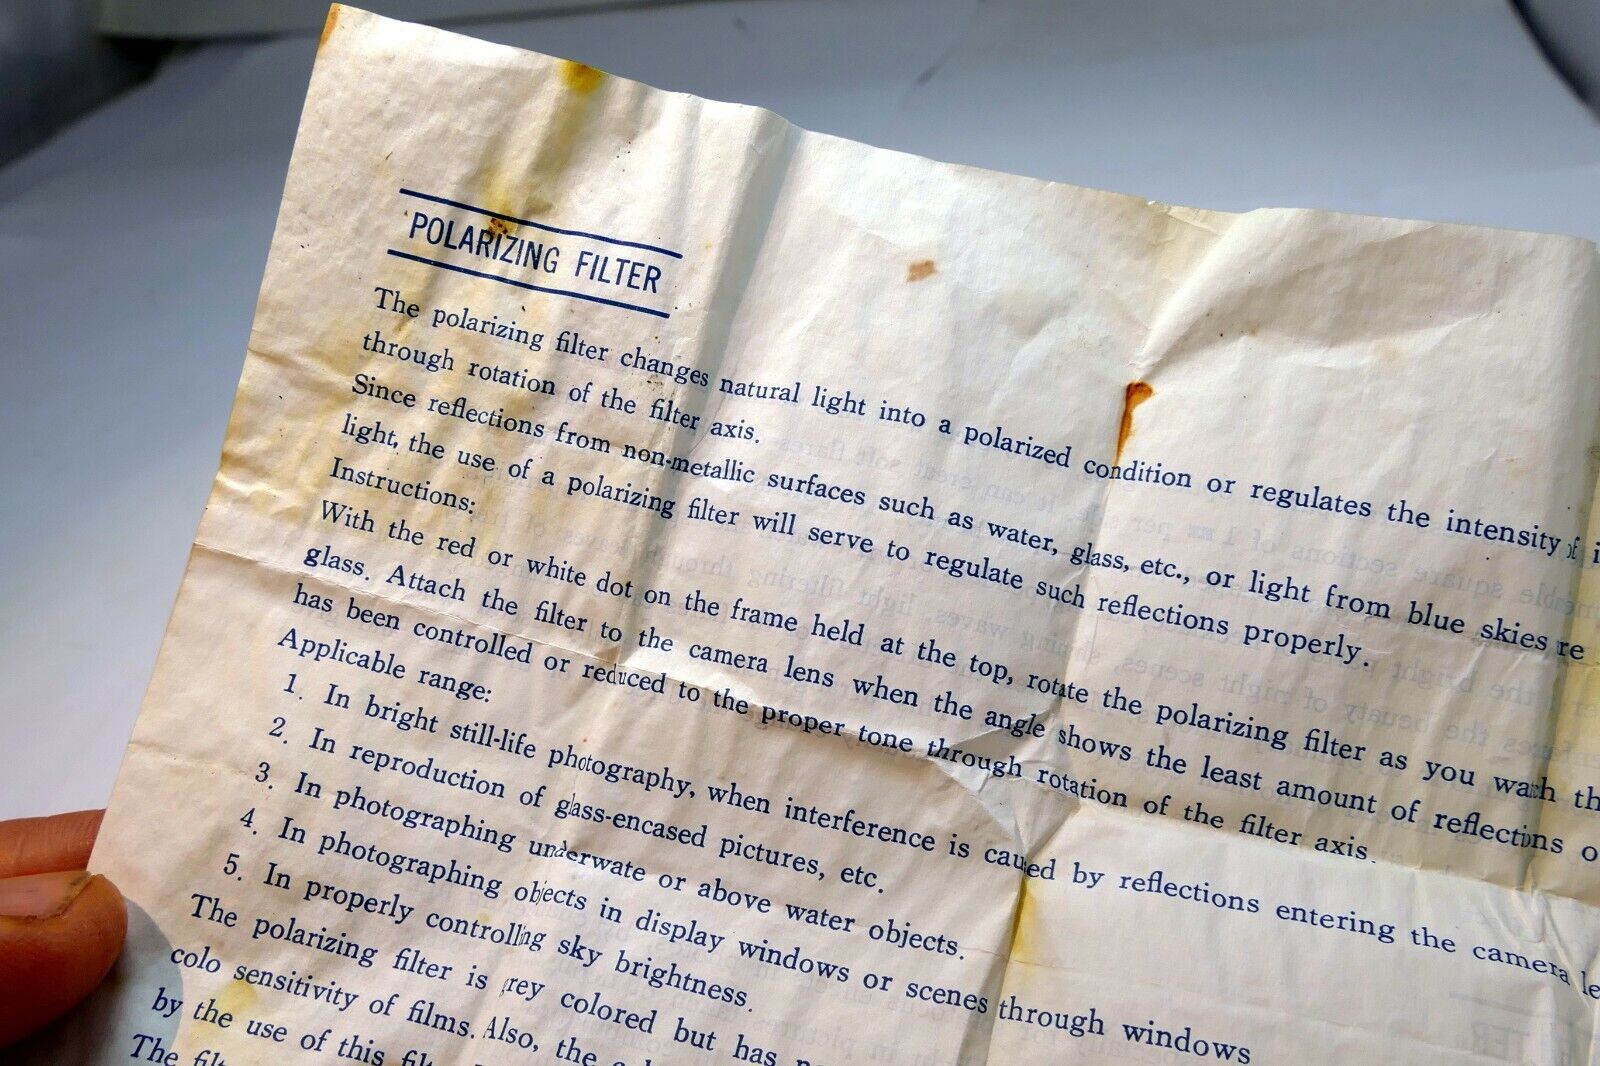 POLARIZING FILTER
The polarizing filter changes natural light into a polarized condition or regulates the intensity of
through rotation of the filter axis.
Since reflections from non-metallic surfaces such as water, glass, etc., or light from blue skies re
light, the use of a polarizing filter will serve to regulate such reflections properly.
Instructions:
With the red or white dot on the frame held at the top, rotate the polarizing filter as you wach th
glass. Attach the filter to the camera lens when the angle shows the least amount of reflections o
has been controlled or reduced to the proper tone through rotation of the filter axis.
Applicable range:
1. In bright still-life photography, when interference is caused by reflections entering the camera le
2. In reproduction of glass-encased pictures, etc.
3. In photographing underwate or above water objects.
4. In photographing objects in display windows or scenes through windows
5. In properly controlling sky brightness.
The polarizing filter is grey colored but has n
colo sensitivity of films. Also, the
by the use of this
The